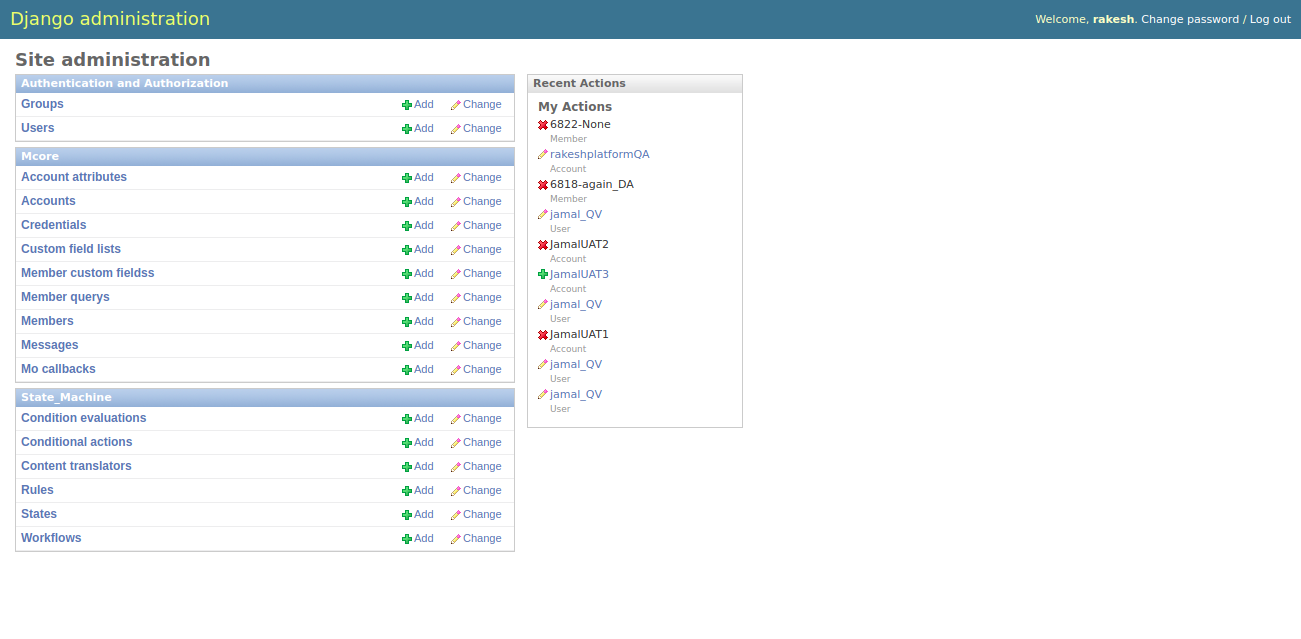 Django administration
Welcome, rakesh. Change password / Log out
Site administration
Authentication and Authorization
Groups Add Change
Users Add Change
Mcore
Account attributes Add Change
Accounts Add Change
Credentials Add Change
Custom field lists Add Change
Member custom fieldss Add Change
Member querys Add Change
Members Add Change
Messages Add Change
Mo callbacks Add Change
State_Machine
Condition evaluations Add Change
Conditional actions Add Change
Content translators Add Change
Rules Add Change
States Add Change
Workflows Add Change
Recent Actions
My Actions
6822-None
Member
rakeshplatformQA
Account
6818-again_DA
Member
jamal_QV
User
JamalUAT2
Account
JamalUAT3
Account
jamal_QV
User
JamalUAT1
Account
jamal_QV
User
jamal_QV
User